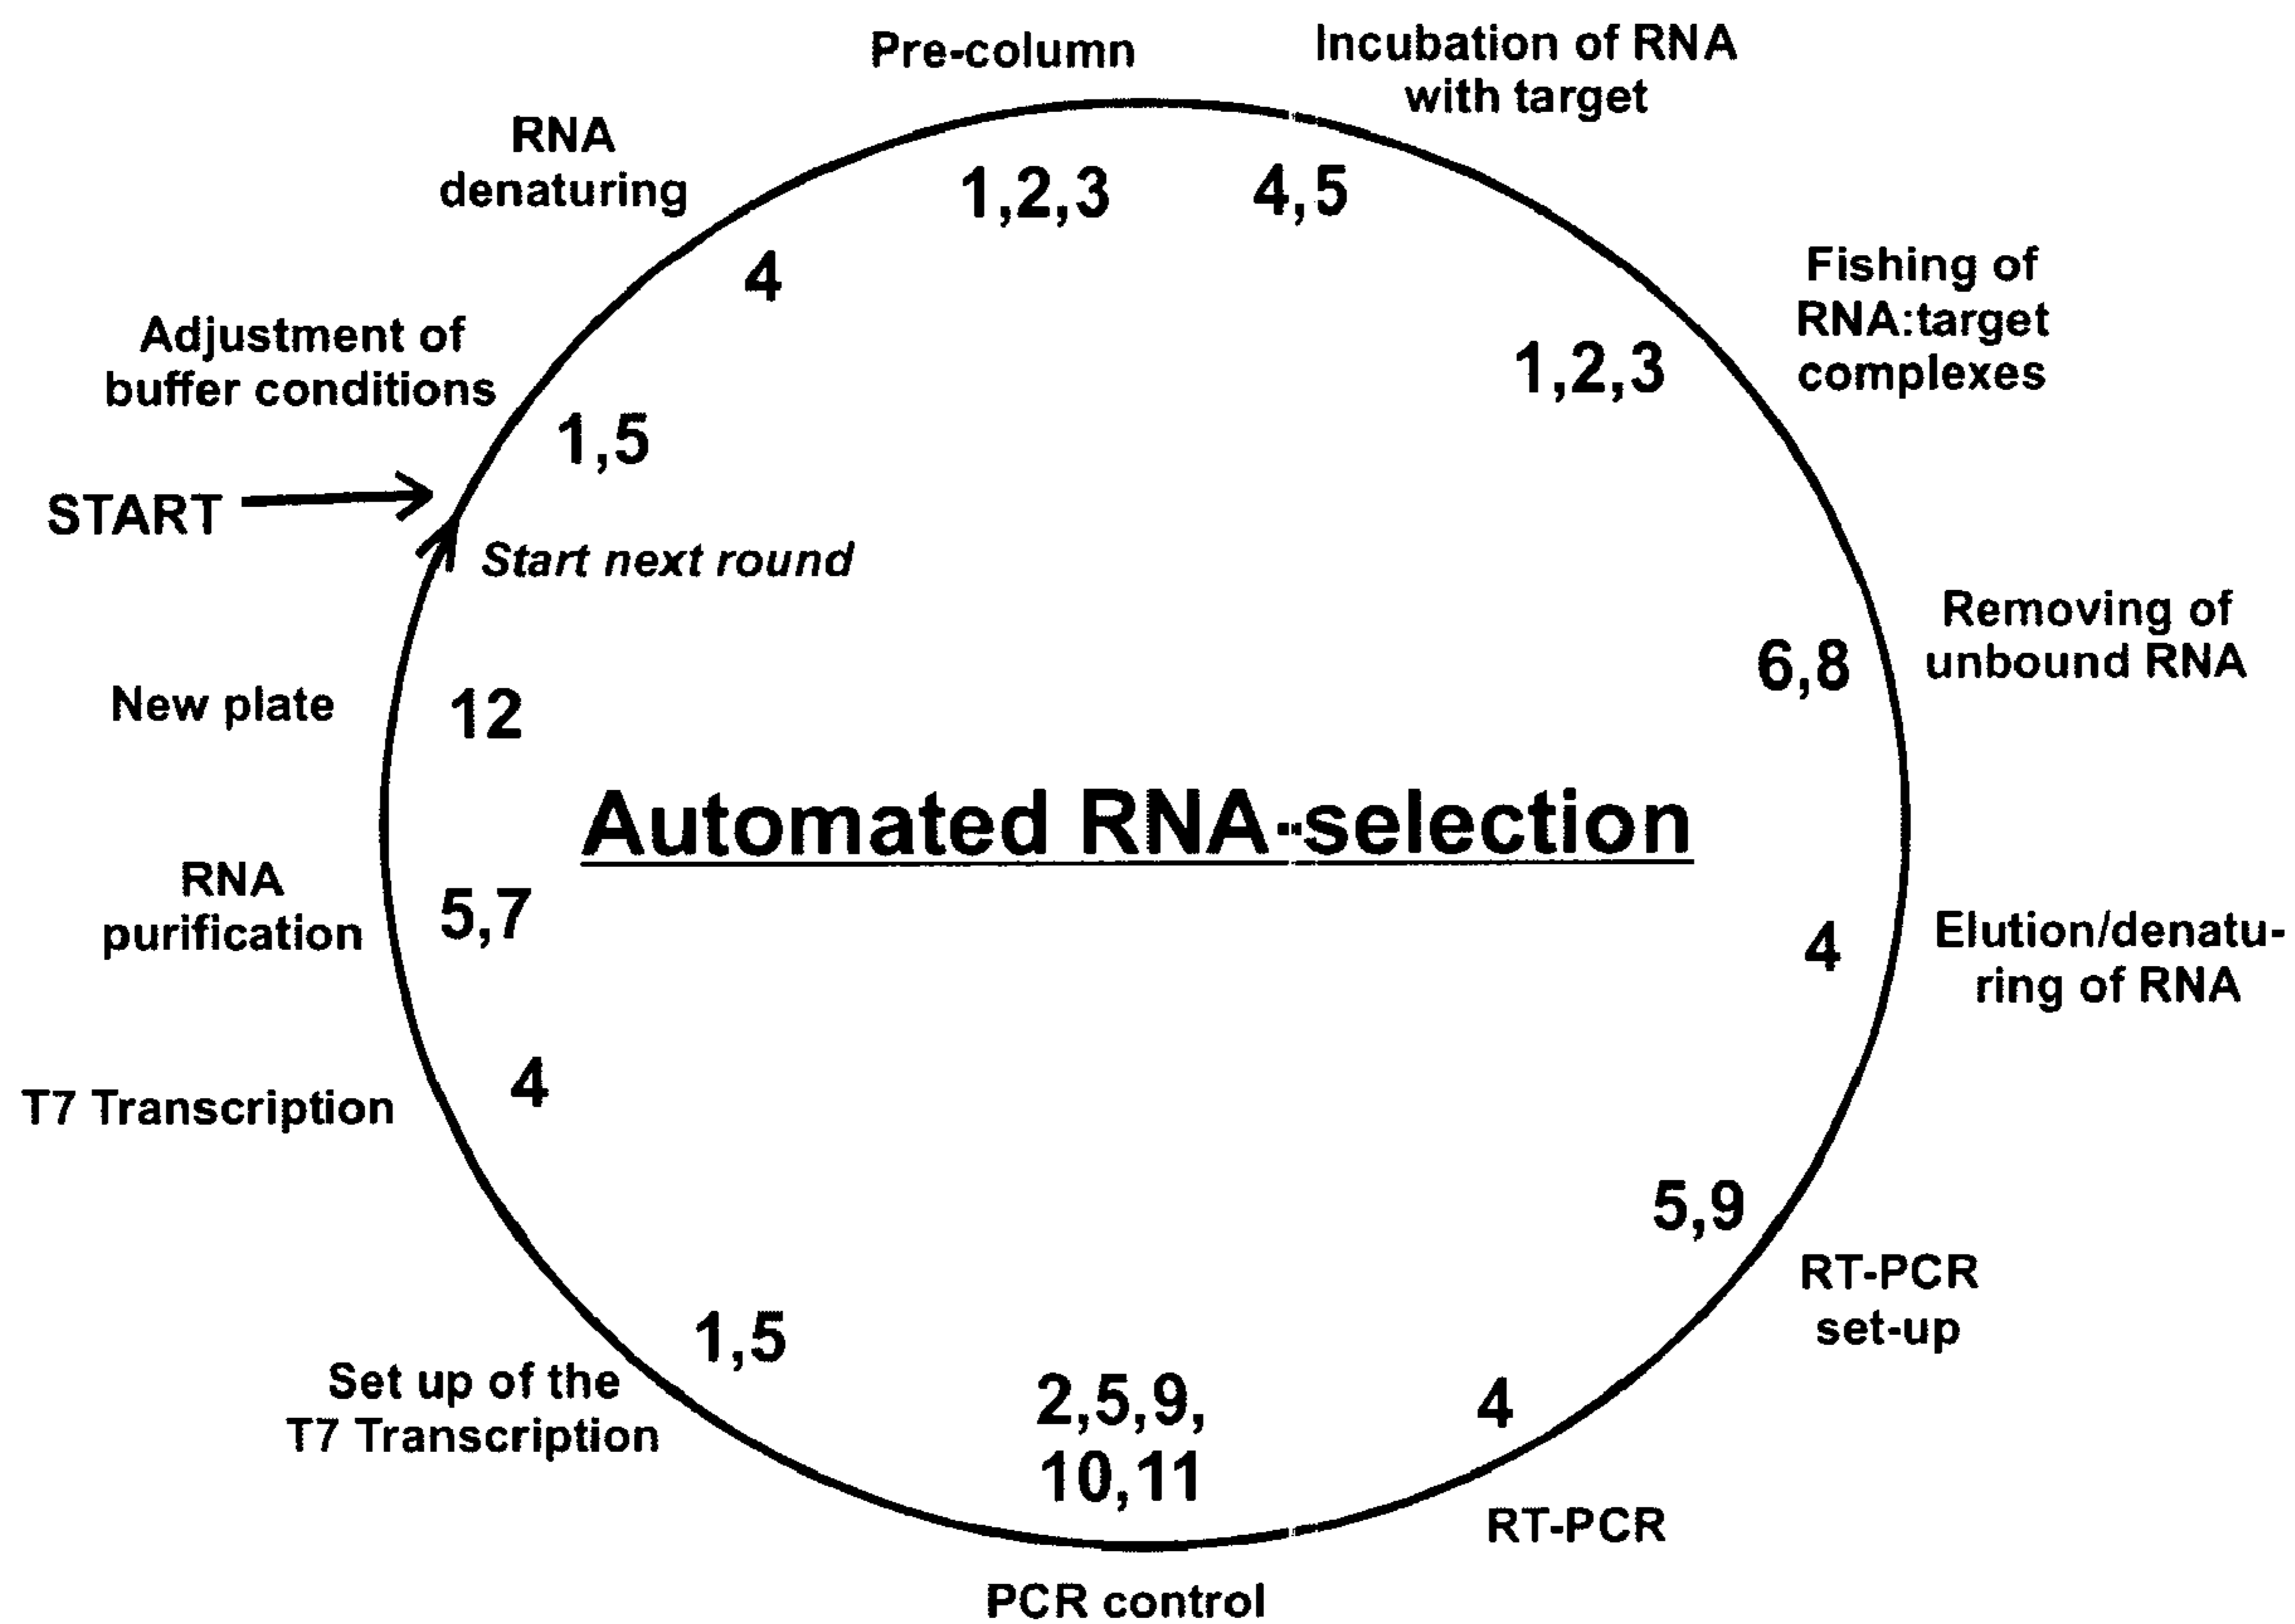 Pre-column
Incubation of RNA
with target
RNA
denaturing
1,2,3
4,5
4
Fishing of
RNA:target
complexes
Adjustment of
buffer conditions
1,2,3
1,5
START
Start next round
Removing of
unbound RNA
6,8
New plate
12
Automated RNA-selection
RNA
purification
5,7
4
Elution/denatu-
ring of RNA
4
T7 Transcription
5,9
RT-PCR
set-up
1,5
Set up of the
T7 Transcription
2,5,9,
10,11
4
RT-PCR
PCR control